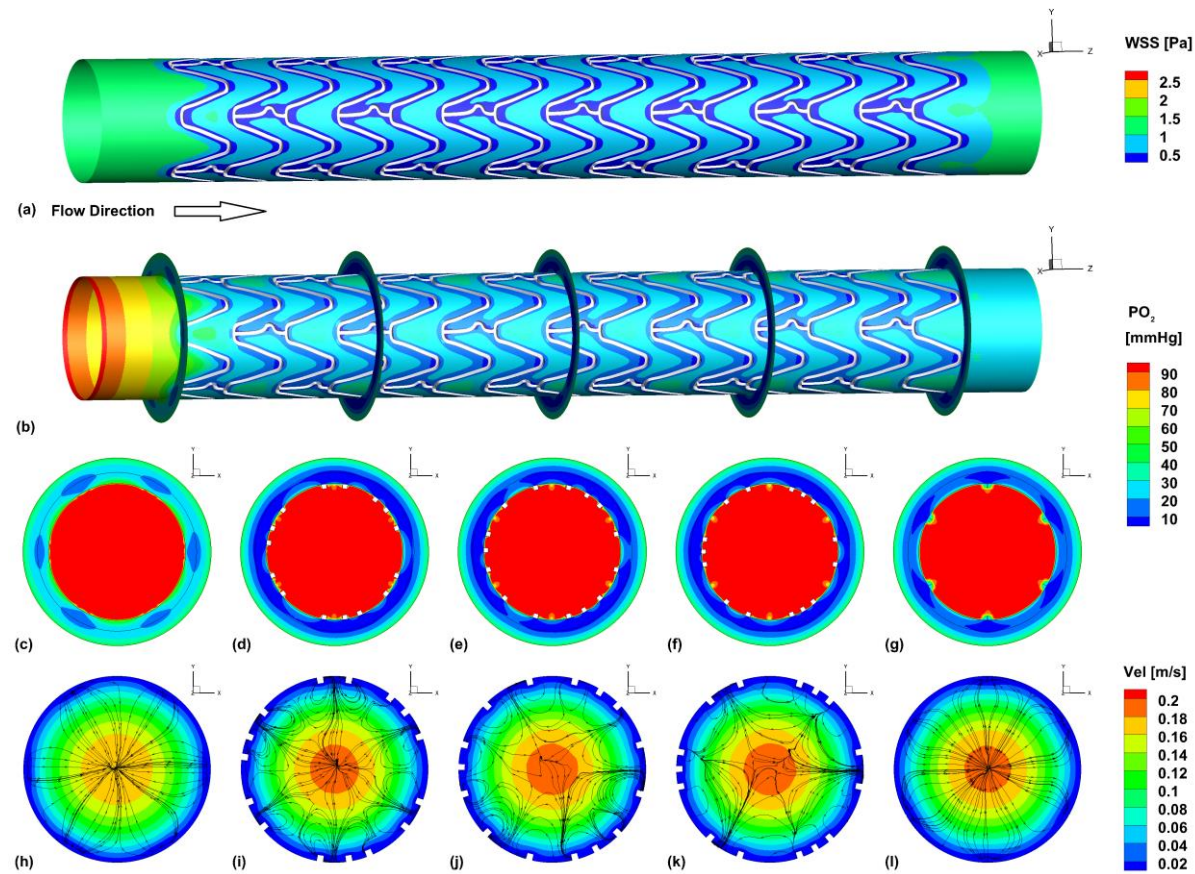 Y
X
Z
WSS [Pa]
2.5
2
1.5
1
0.5
(a) Flow Direction
Y
X
Z
PO2
[mmHg]
90
80
70
60
50
40
30
20
10
(b)
Y
Z X
Y
Z X
Y
Z X
Y
Z X
Y
Z X
(c) (d) (e) (f) (g)
Y
Z X
Y
Z X
Y
Z X
Y
Z X
Y
Z X
Vel [m/s]
0.2
0.18
0.16
0.14
0.12
0.1
0.08
0.06
0.04
0.02
(h) (i) (j) (k) (l)